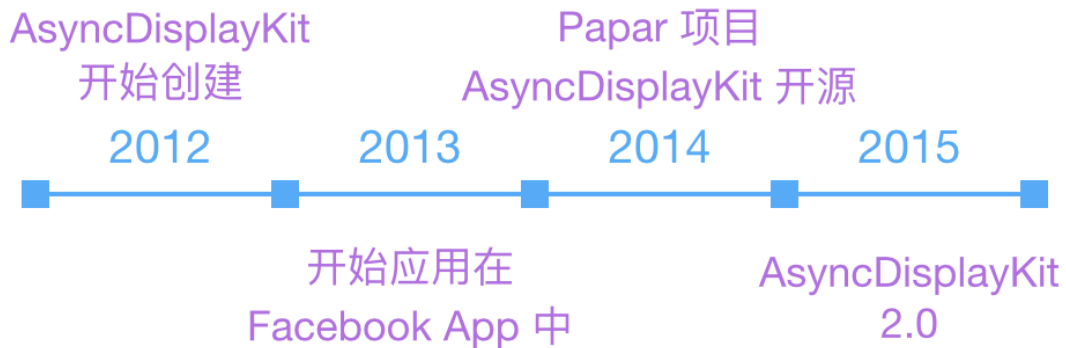 AsyncDisplayKit
开始创建
Papar 项目
AsyncDisplayKit 开源
2012
2013
2014
2015
开始应用在
Facebook App 中
AsyncDisplayKit
2.0